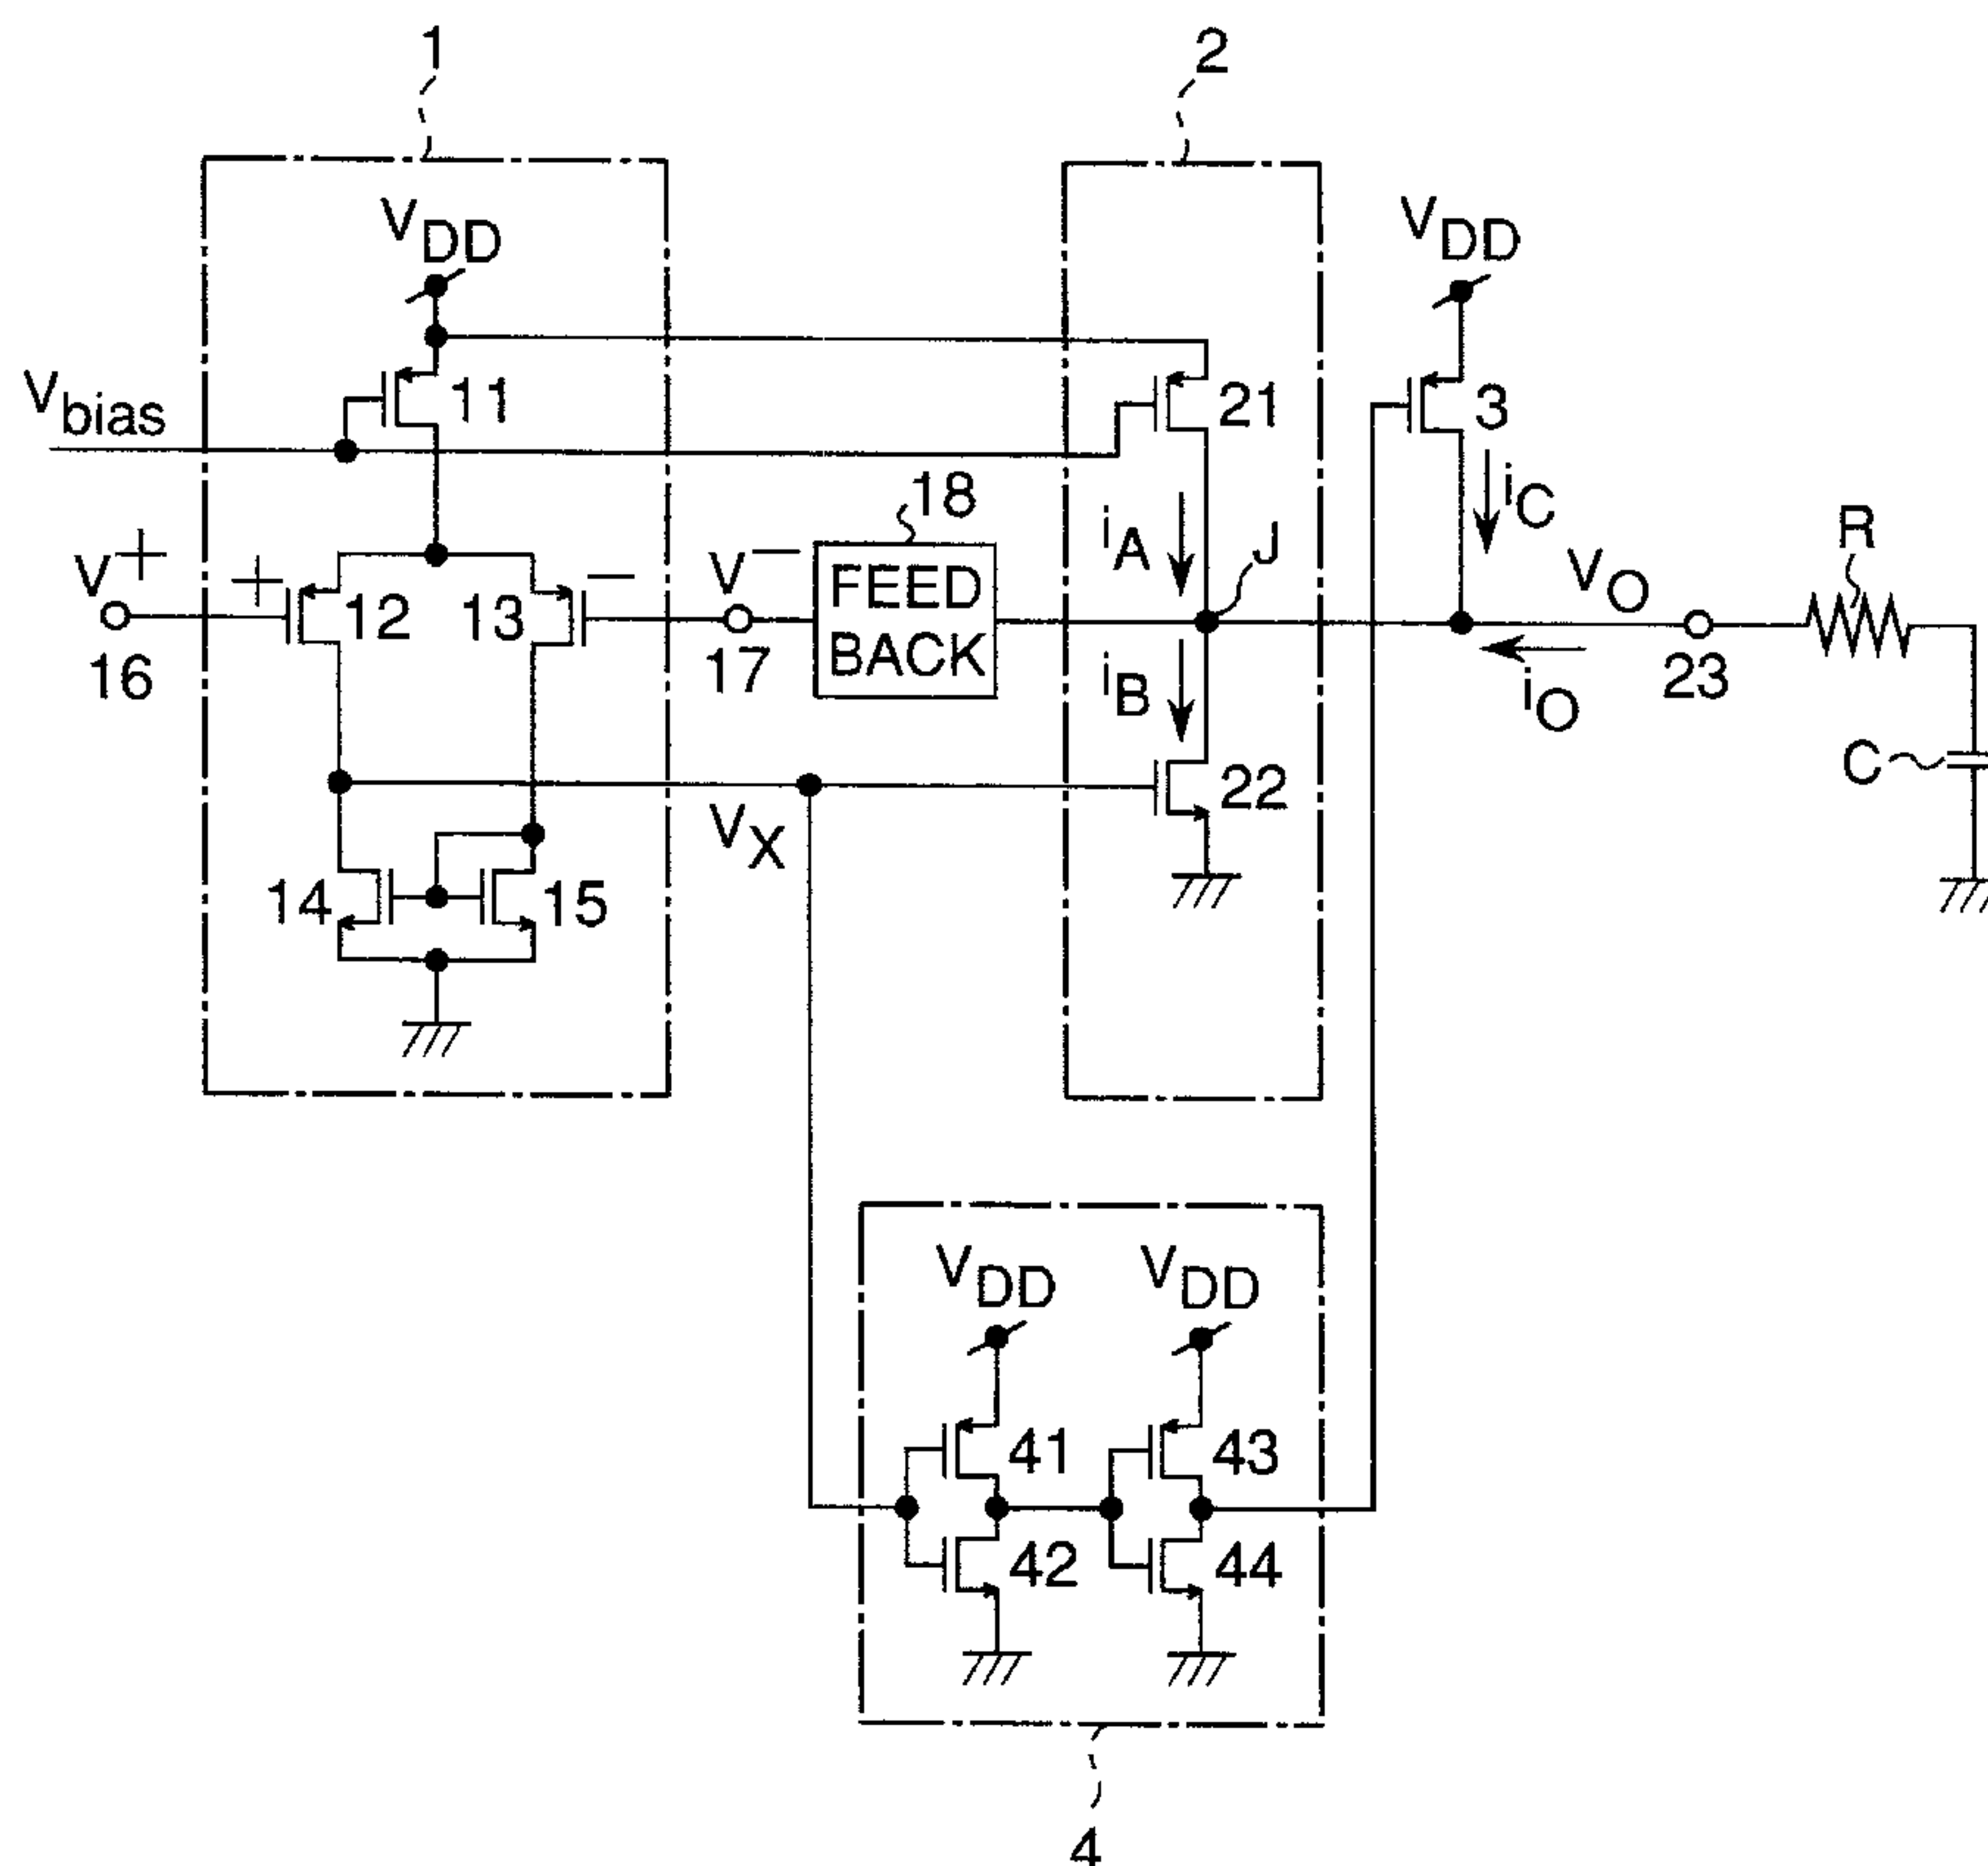 1
2
VDD
VDD
11
21
3
Vbias
18
iC
R
V+
+
12
13
−
V−
FEED
BACK
iA
J
VO
16
17
iB
iO
23
C
22
VX
14
15
VDD
VDD
41
43
42
44
4